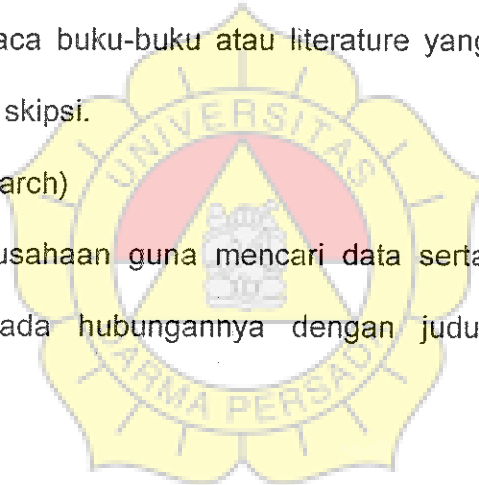 aca buku-buku atau literature yang
skipsi.
arch)
usahaan guna mencari data serta
ada hubungannya dengan judu
UNIVERSITAS
DARMA PERSADA